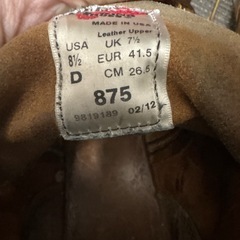 MADE IN USA
Leather Upper
USA UK 7½
8½ EUR 41.5
D CM 26.5
875
9819189 02/12